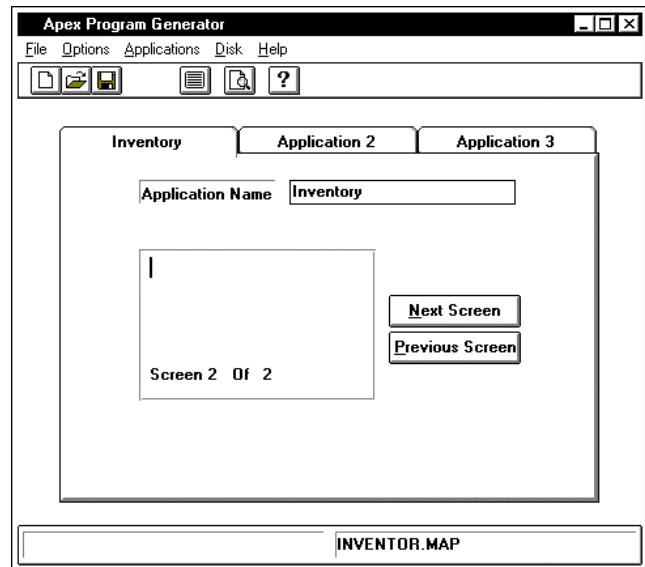 Apex Program Generator
File Options Applications Disk Help
?
Inventory Application 2 Application 3
Application Name Inventory
Next Screen
Previous Screen
Screen 2 Of 2
INVENTOR.MAP